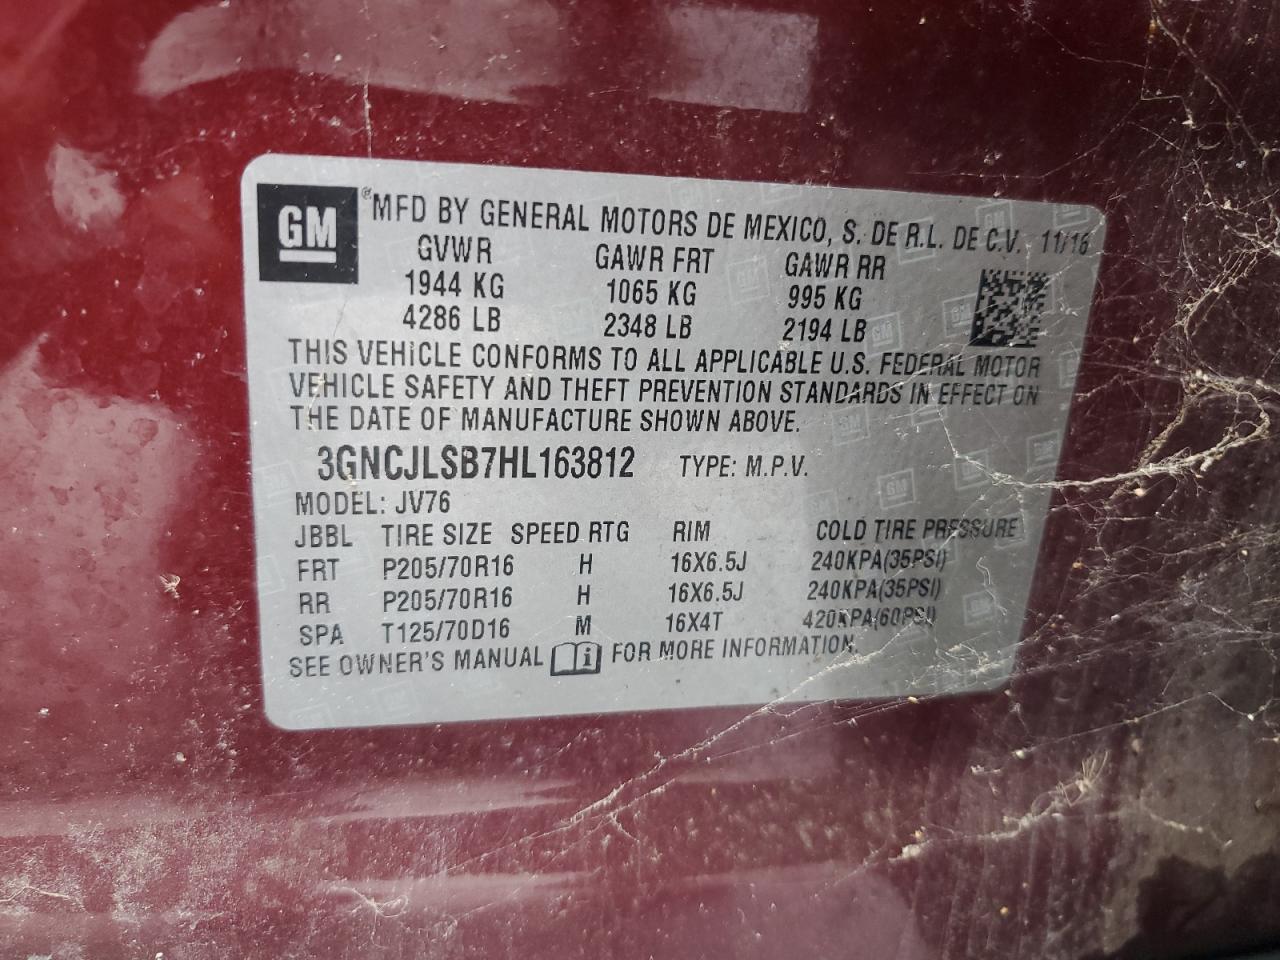 GM ® MFD BY GENERAL MOTORS DE MEXICO, S. DE R.L. DE C.V. 11/16
GVWR GAWR FRT GAWR RR
1944 KG 1065 KG 995 KG
4286 LB 2348 LB 2194 LB
THIS VEHICLE CONFORMS TO ALL APPLICABLE U.S. FEDERAL MOTOR
VEHICLE SAFETY AND THEFT PREVENTION STANDARDS IN EFFECT ON
THE DATE OF MANUFACTURE SHOWN ABOVE.
3GNCJLSB7HL163812 TYPE: M.P.V.
MODEL: JV76
JBBL TIRE SIZE SPEED RTG RIM COLD TIRE PRESSURE
FRT P205/70R16 H 16X6.5J 240KPA(35PSI)
RR P205/70R16 H 16X6.5J 240KPA(35PSI)
SPA T125/70D16 M 16X4T 420KPA(60PSI)
SEE OWNER'S MANUAL i FOR MORE INFORMATION.